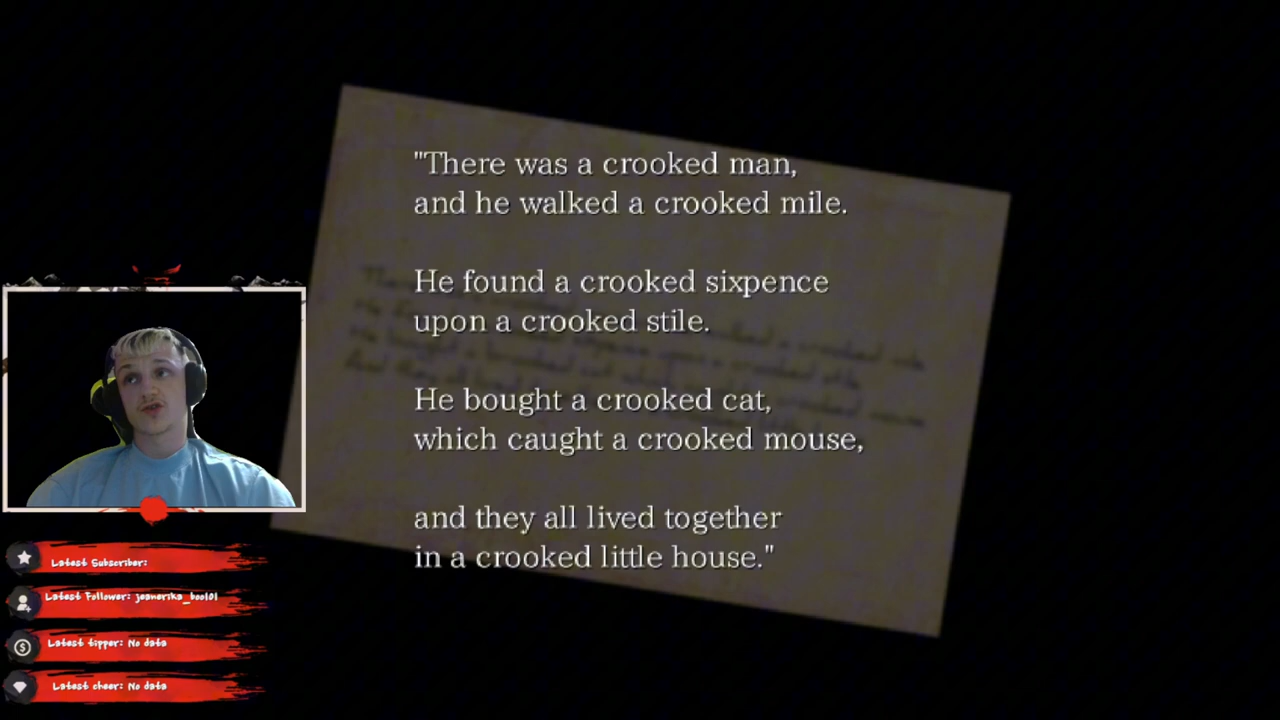 "There was a crooked man,
and he walked a crooked mile.
He found a crooked sixpence
upon a crooked stile.
He bought a crooked cat,
which caught a crooked mouse,
and they all lived together
in a crooked little house."
Latest Subscriber:
Latest Follower:
Latest tipper: No data
Latest cheer: No data